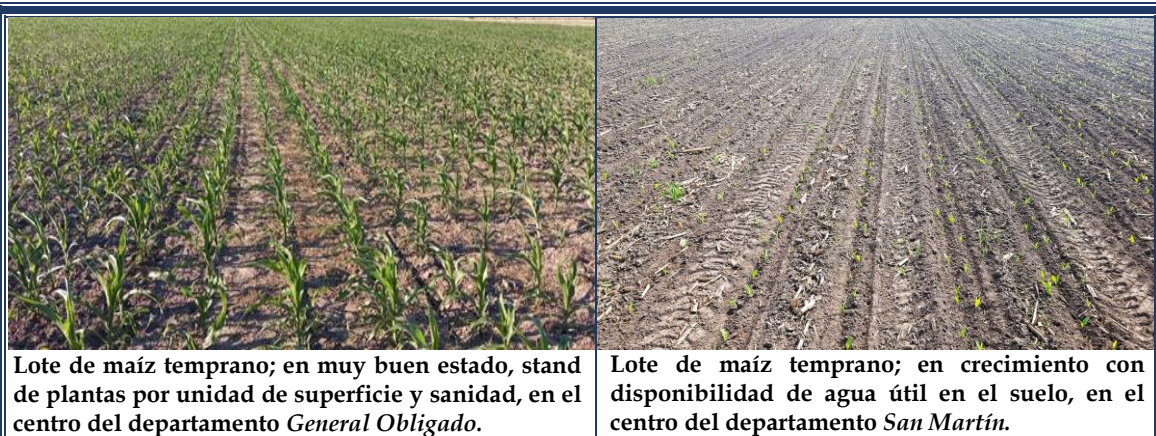 Lote de maíz temprano; en muy buen estado, stand
de plantas por unidad de superficie y sanidad, en el
centro del departamento General Obligado.
Lote de maíz temprano; en crecimiento con
disponibilidad de agua útil en el suelo, en el
centro del departamento San Martín.